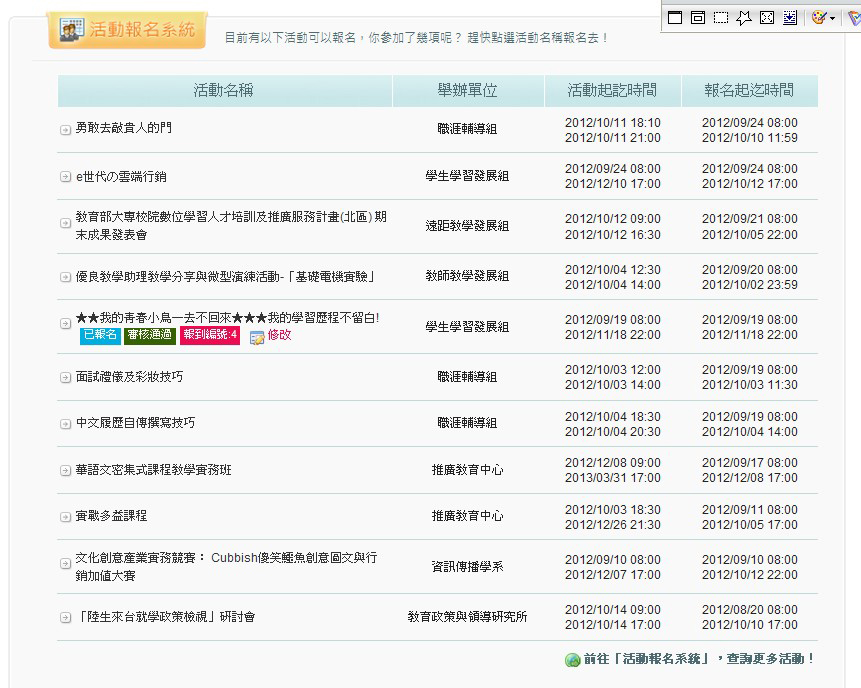 活動報名系統
目前有以下活動可以報名，你參加了幾項呢？ 趕快點選活動名稱報名去！
活動名稱 舉辦單位 活動起訖時間 報名起迄時間
勇敢去敲貴人的門 職涯輔導組 2012/10/11 18:10 2012/09/24 08:00
2012/10/11 21:00 2012/10/10 11:59
e世代の雲端行銷 學生學習發展組 2012/09/24 08:00 2012/09/24 08:00
2012/12/10 17:00 2012/10/12 17:00
教育部大專校院數位學習人才培訓及推廣服務計畫(北區) 期 遠距教學發展組 2012/10/12 09:00 2012/09/21 08:00
末成果發表會 2012/10/12 16:30 2012/10/05 22:00
優良教學助理教學分享與微型演練活動-「基礎電機實驗」 教師教學發展組 2012/10/04 12:30 2012/09/20 08:00
2012/10/04 14:00 2012/10/02 23:59
★★我的青春小鳥一去不回來★★★我的學習歷程不留白! 學生學習發展組 2012/09/19 08:00 2012/09/19 08:00
已報名 審核通過 報到編號:4 修改 2012/11/18 22:00 2012/11/18 22:00
面試禮儀及彩妝技巧 職涯輔導組 2012/10/03 12:00 2012/09/19 08:00
2012/10/03 14:00 2012/10/03 11:30
中文履歷自傳撰寫技巧 職涯輔導組 2012/10/04 18:30 2012/09/19 08:00
2012/10/04 20:30 2012/10/04 14:00
華語文密集式課程教學實務班 推廣教育中心 2012/12/08 09:00 2012/09/17 08:00
2013/03/31 17:00 2012/12/08 17:00
實戰多益課程 推廣教育中心 2012/10/03 18:30 2012/09/11 08:00
2012/12/26 21:30 2012/10/05 17:00
文化創意產業實務競賽： Cubbish傻笑鱷魚創意圖文與行 資訊傳播學系 2012/09/10 08:00 2012/09/10 08:00
銷加值大賽 2012/12/07 17:00 2012/10/12 22:00
「陸生來台就學政策檢視」研討會 教育政策與領導研究所 2012/10/14 09:00 2012/08/20 08:00
2012/10/14 17:00 2012/10/10 17:00
前往「活動報名系統」，查詢更多活動！